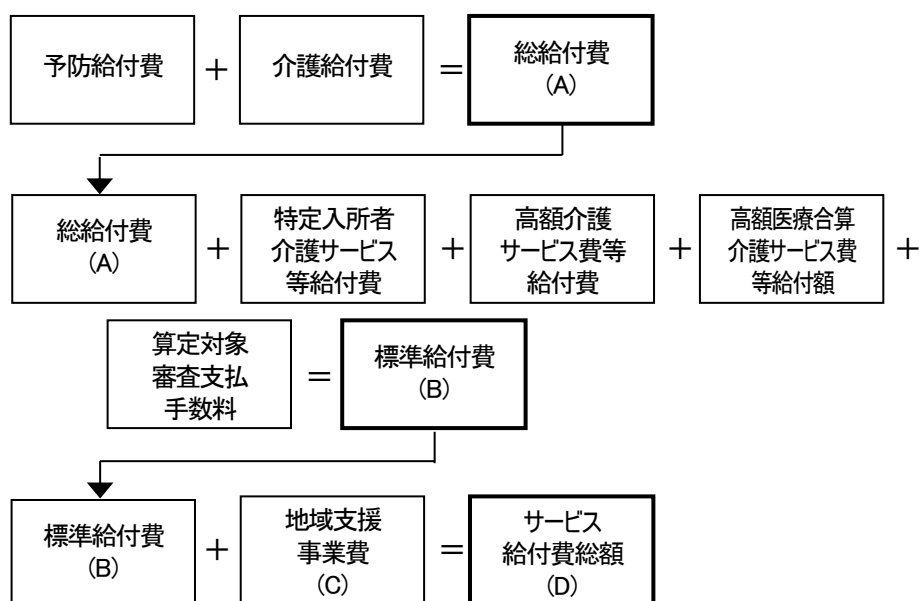 予防給付費
+
介護給付費
=
総給付費
(A)
総給付費
(A)
+
特定入所者
介護サービス
等給付費
+
高額介護
サービス費等
給付費
+
高額医療合算
介護サービス費
等給付額
+
算定対象
審査支払
手数料
=
標準給付費
(B)
標準給付費
(B)
+
地域支援
事業費
(C)
=
サービス
給付費総額
(D)